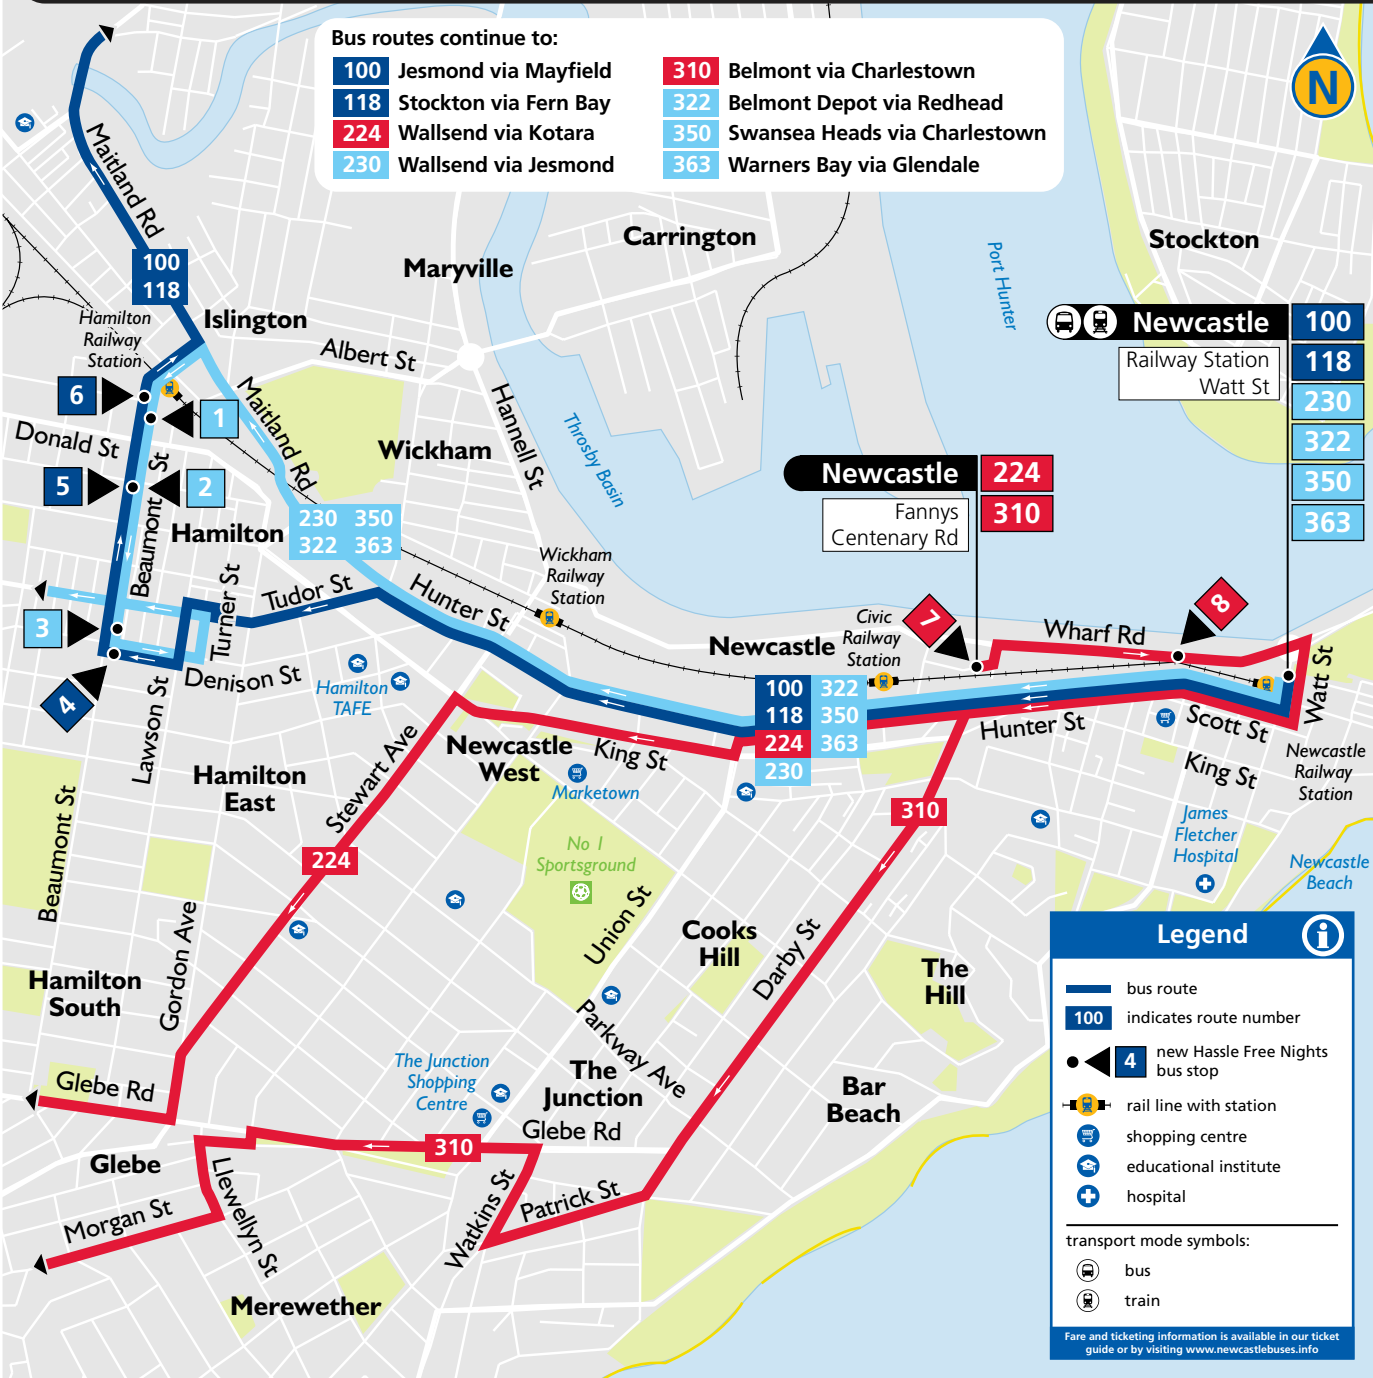 Bus routes continue to:
100 Jesmond via Mayfield
118 Stockton via Fern Bay
224 Wallsend via Kotara
230 Wallsend via Jesmond
310 Belmont via Charlestown
322 Belmont Depot via Redhead
350 Swansea Heads via Charlestown
363 Warners Bay via Glendale
N
Maitland Rd
100
118
Hamilton
Railway
Station
Islington
Maryville
Carrington
Port Hunter
Stockton
Newcastle
Railway Station
Watt St
100
118
230
322
350
363
Albert St
6
1
Donald St
Maitland Rd
Hannell St
Wickham
Throsby Basin
5
2
Beaumont St
Hamilton
230 350
322 363
Newcastle
Fannys
Centenary Rd
224
310
Wickham
Railway
Station
Turner St
Tudor St
Hunter St
3
4
Denison St
Lawson St
Hamilton
TAFE
Newcastle
Civic
Railway
Station
7
8
Wharf Rd
Watt St
100 322
118 350
224 363
230
Hunter St
Scott St
King St
Newcastle
Railway
Station
Newcastle
West
King St
Marketown
Stewart Ave
Hamilton
East
Beaumont St
224
310
James
Fletcher
Hospital
Newcastle
Beach
No 1
Sportsground
Union St
Cooks
Hill
Darby St
The
Hill
Gordon Ave
Hamilton
South
Parkway Ave
The Junction
Shopping
Centre
The
Junction
Bar
Beach
Glebe Rd
Glebe Rd
310
Glebe
Morgan St
Llewellyn St
Watkins St
Patrick St
Merewether
Legend
bus route
100 indicates route number
4 new Hassle Free Nights
bus stop
rail line with station
shopping centre
educational institute
hospital
transport mode symbols:
bus
train
Fare and ticketing information is available in our ticket
guide or by visiting www.newcastlebuses.info